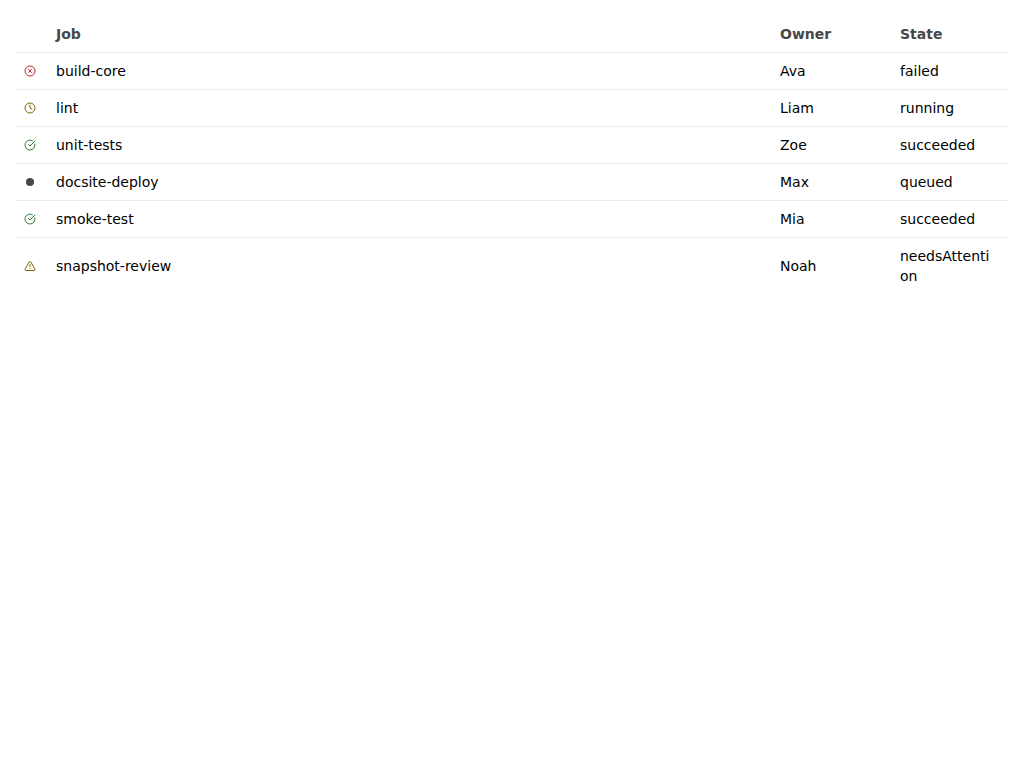 Job Owner State
build-core Ava failed
lint Liam running
unit-tests Zoe succeeded
docsite-deploy Max queued
smoke-test Mia succeeded
snapshot-review Noah needsAttenti
on